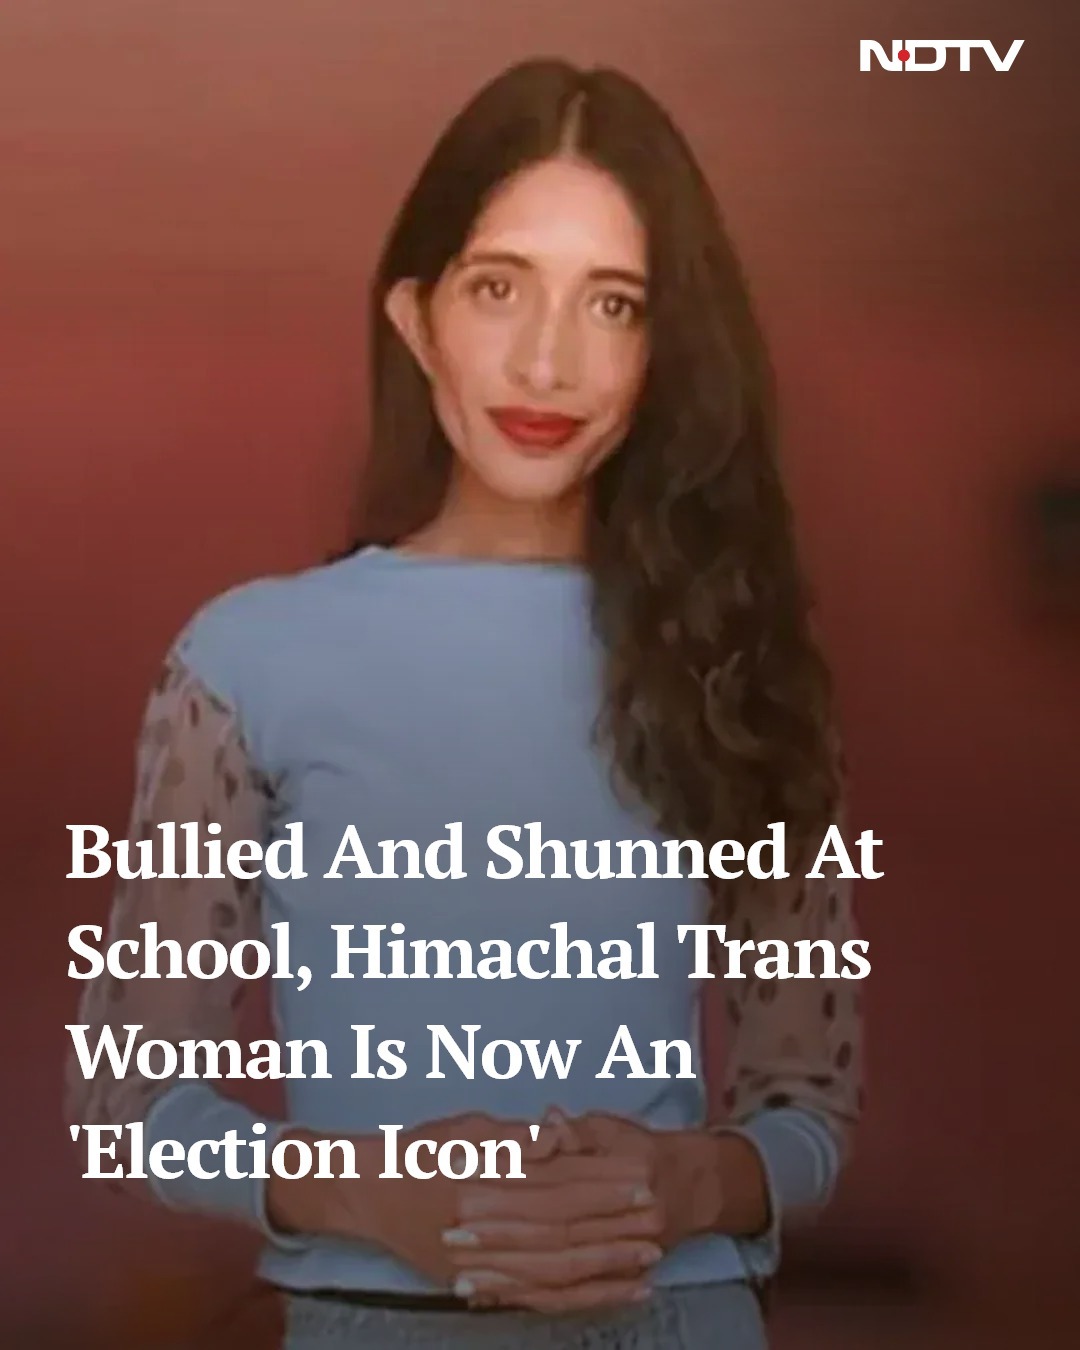 NDTV
Bullied And Shunned At
School, Himachal Trans
Woman Is Now An
'Election Icon'